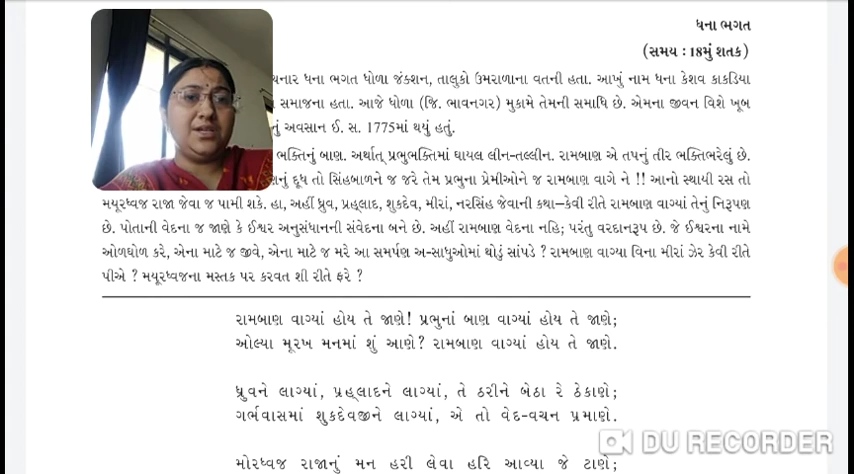 ધના ભગત
(સમય : 18મું શતક)
ચનાર ધના ભગત ધોળા જંક્શન, તાલુકો ઉમરાળાના વતની હતા. આખું નામ ધના કેશવ કાકડિયા
સમાજના હતા. આજે ધોળા (જિ. ભાવનગર) મુકામે તેમની સમાધિ છે. એમના જીવન વિશે ખૂબ
નું અવસાન ઈ. સ. 1775માં થયું હતું.
ભક્તિનું બાણ. અર્થાત્ પ્રભુભક્તિમાં ઘાયલ લીન-તલ્લીન. રામબાણ એ તપનું તીર ભક્તિભરેલું છે.
ણનું દૂધ તો સિંહબાળને જ જરે તેમ પ્રભુના પ્રેમીઓને જ રામબાણ વાગે ને !! આનો સ્થાયી રસ તો
મયૂરધ્વજ રાજા જેવા જ પામી શકે. હા, અહીં ધ્રુવ, પ્રહ્લાદ, શુકદેવ, મીરાં, નરસિંહ જેવાની કથા–કેવી રીતે રામબાણ વાગ્યાં તેનું નિરૂપણ
છે. પોતાની વેદના જ જાણે કે ઈશ્વર અનુસંધાનની સંવેદના બને છે. અહીં રામબાણ વેદના નહિ; પરંતુ વરદાનરૂપ છે. જે ઈશ્વરના નામે
ઓળઘોળ કરે, એના માટે જ જીવે, એના માટે જ મરે આ સમર્પણ અ-સાધુઓમાં થોડું સાંપડે ? રામબાણ વાગ્યા વિના મીરાં ઝેર કેવી રીતે
પીએ ? મયૂરધ્વજના મસ્તક પર કરવત શી રીતે ફરે ?
રામબાણ વાગ્યાં હોય તે જાણે! પ્રભુનાં બાણ વાગ્યાં હોય તે જાણે;
ઓલ્યા મૂરખ મનમાં શું આણે? રામબાણ વાગ્યાં હોય તે જાણે.
ધ્રુવને લાગ્યાં, પ્રહ્લાદને લાગ્યાં, તે ઠરીને બેઠા રે ઠેકાણે;
ગર્ભવાસમાં શુકદેવજીને લાગ્યાં, એ તો વેદ-વચન પ્રમાણે.
મોરધ્વજ રાજાનું મન હરી લેવા હરિ આવ્યા જે ટાણે;
DU RECORDER